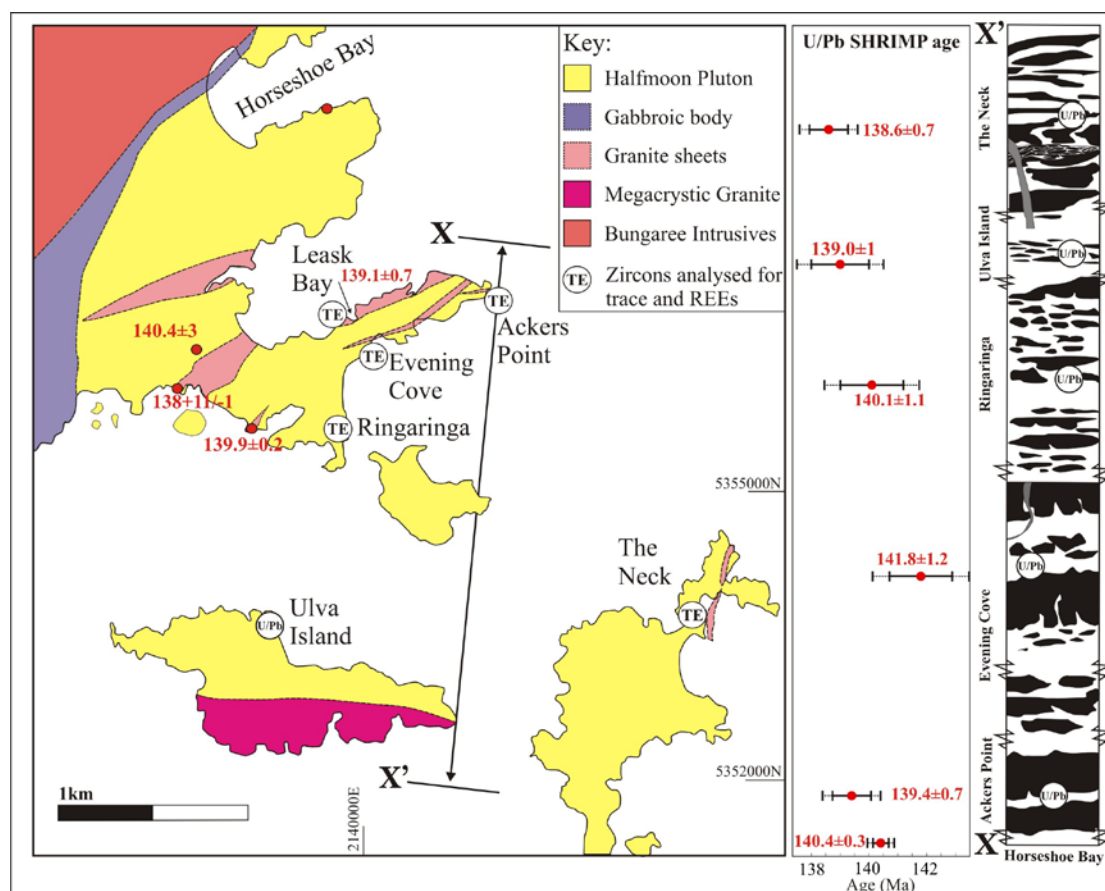 Key:
Halfmoon Pluton
Gabbroic body
Granite sheets
Megacrystic Granite
Bungaree Intrusives
TE
Zircons analysed for
trace and REEs
Horseshoe Bay
X
Leask
Bay
139.1±0.7
TE
TE
Ackers
Point
140.4±3
TE
Evening
Cove
138+11/-1
TE
Ringaringa
139.9±0.2
5355000N
The
Neck
U/Pb
Ulva
Island
TE
X'
5352000N
1km
2140000E
U/Pb SHRIMP age
138.6±0.7
139.0±1
140.1±1.1
141.8±1.2
139.4±0.7
140.4±0.3
138
140
142
Age (Ma)
X'
The Neck
U/Pb
Ulva Island
U/Pb
Ringaringa
U/Pb
Evening Cove
U/Pb
Ackers Point
U/Pb
X
Horseshoe Bay